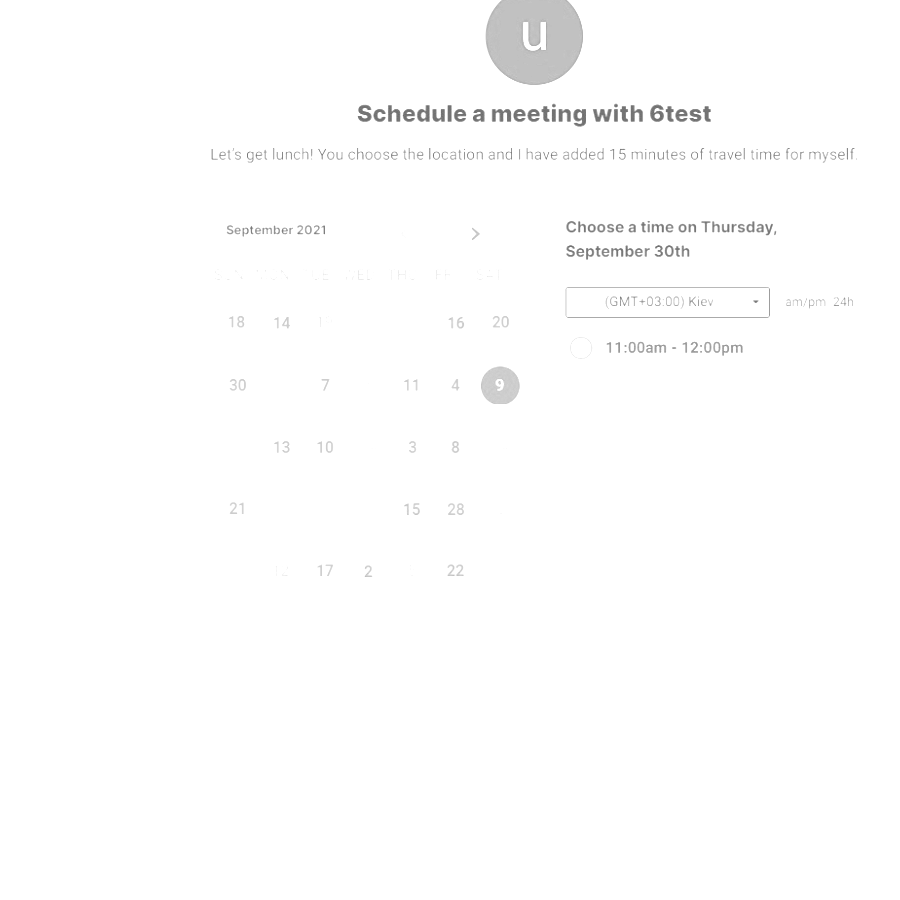 u
Schedule a meeting with 6test
Let's get lunch! You choose the location and I have added 15 minutes of travel time for myself.
September 2021
Choose a time on Thursday,
September 30th
(GMT+03:00) Kiev am/pm 24h
11:00am - 12:00pm
18 14 16 20
30 7 11 4 9
13 10 3 8
21 15 28
17 2 22